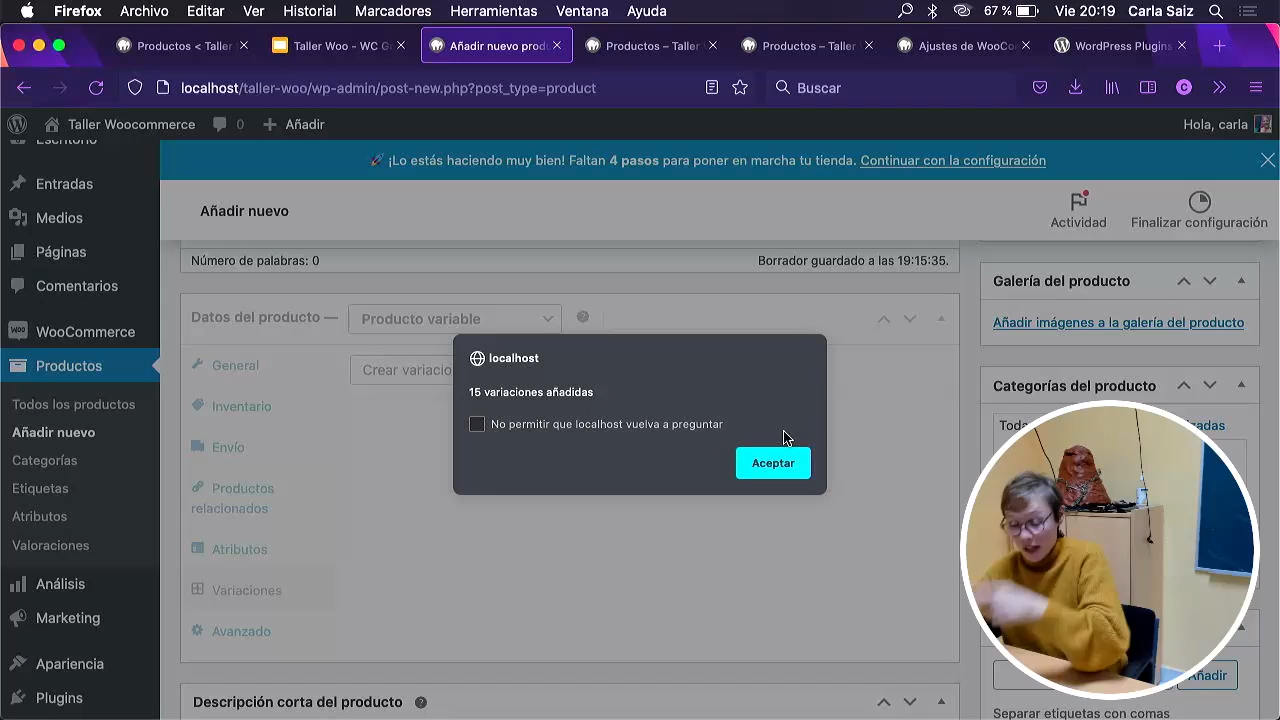 Firefox Archivo Editar Ver Historial Marcadores Herramientas Ventana Ayuda 67 % Vie 20:19 Carla Saiz
Productos < Taller
Taller Woo - WC G
Añadir nuevo prod
Productos – Taller
Productos – Taller
Ajustes de WooCo
WordPress Plugins
localhost/taller-woo/wp-admin/post-new.php?post_type=product
Buscar
Taller Woocommerce 0 Añadir
Hola, carla
Escritorio
Entradas
Medios
Páginas
Comentarios
WooCommerce
Productos
Todos los productos
Añadir nuevo
Categorías
Etiquetas
Atributos
Valoraciones
Análisis
Marketing
Apariencia
Plugins
¡Lo estás haciendo muy bien! Faltan 4 pasos para poner en marcha tu tienda. Continuar con la configuración
Añadir nuevo
Actividad
Finalizar configuración
Número de palabras: 0
Borrador guardado a las 19:15:35.
Datos del producto —
Producto variable
General
Inventario
Envío
Productos
relacionados
Atributos
Variaciones
Avanzado
Crear variacio
localhost
15 variaciones añadidas
No permitir que localhost vuelva a preguntar
Aceptar
Descripción corta del producto
Galería del producto
Añadir imágenes a la galería del producto
Categorías del producto
Añadir
Separar etiquetas con comas